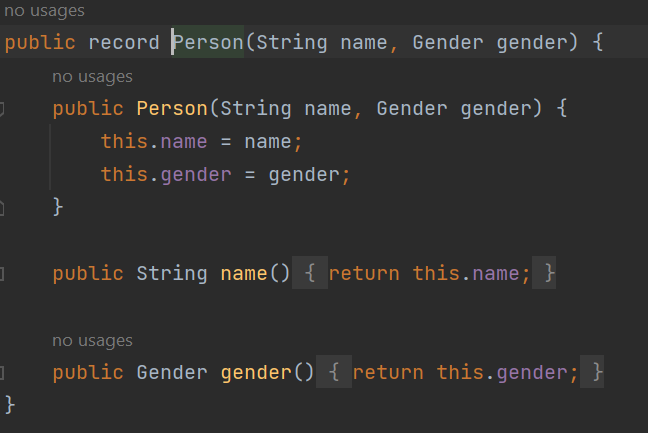 no usages
public record Person(String name, Gender gender) {
no usages
public Person(String name, Gender gender) {
this.name = name;
this.gender = gender;
}
public String name() { return this.name; }
no usages
public Gender gender() { return this.gender; }
}